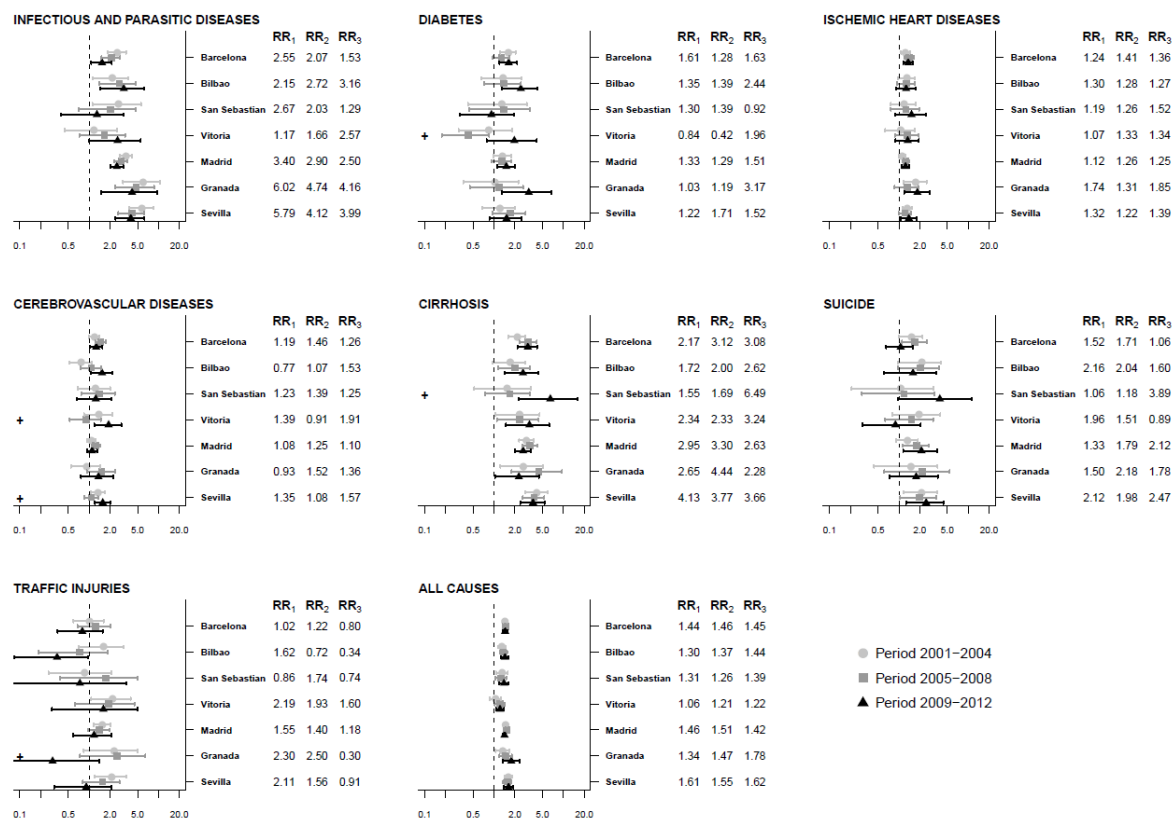 INFECTIOUS AND PARASITIC DISEASES
RR1 RR2 RR3
Barcelona 2.55 2.07 1.53
Bilbao 2.15 2.72 3.16
San Sebastian 2.67 2.03 1.29
Vitoria 1.17 1.66 2.57
Madrid 3.40 2.90 2.50
Granada 6.02 4.74 4.16
Sevilla 5.79 4.12 3.99
0.1 0.5 1.0 2.0 5.0 20.0
DIABETES
RR1 RR2 RR3
Barcelona 1.61 1.28 1.63
Bilbao 1.35 1.39 2.44
San Sebastian 1.30 1.39 0.92
+ Vitoria 0.84 0.42 1.96
Madrid 1.33 1.29 1.51
Granada 1.03 1.19 3.17
Sevilla 1.22 1.71 1.52
0.1 0.5 1.0 2.0 5.0 20.0
ISCHEMIC HEART DISEASES
RR1 RR2 RR3
Barcelona 1.24 1.41 1.36
Bilbao 1.30 1.28 1.27
San Sebastian 1.19 1.26 1.52
Vitoria 1.07 1.33 1.34
Madrid 1.12 1.26 1.25
Granada 1.74 1.31 1.85
Sevilla 1.32 1.22 1.39
0.1 0.5 1.0 2.0 5.0 20.0
CEREBROVASCULAR DISEASES
RR1 RR2 RR3
Barcelona 1.19 1.46 1.26
Bilbao 0.77 1.07 1.53
San Sebastian 1.23 1.39 1.25
+ Vitoria 1.39 0.91 1.91
Madrid 1.08 1.25 1.10
Granada 0.93 1.52 1.36
+ Sevilla 1.35 1.08 1.57
0.1 0.5 1.0 2.0 5.0 20.0
CIRRHOSIS
RR1 RR2 RR3
Barcelona 2.17 3.12 3.08
Bilbao 1.72 2.00 2.62
+ San Sebastian 1.55 1.69 6.49
Vitoria 2.34 2.33 3.24
Madrid 2.95 3.30 2.63
Granada 2.65 4.44 2.28
Sevilla 4.13 3.77 3.66
0.1 0.5 1.0 2.0 5.0 20.0
SUICIDE
RR1 RR2 RR3
Barcelona 1.52 1.71 1.06
Bilbao 2.16 2.04 1.60
San Sebastian 1.06 1.18 3.89
Vitoria 1.96 1.51 0.89
Madrid 1.33 1.79 2.12
Granada 1.50 2.18 1.78
Sevilla 2.12 1.98 2.47
0.1 0.5 1.0 2.0 5.0 20.0
TRAFFIC INJURIES
RR1 RR2 RR3
Barcelona 1.02 1.22 0.80
Bilbao 1.62 0.72 0.34
San Sebastian 0.86 1.74 0.74
Vitoria 2.19 1.93 1.60
Madrid 1.55 1.40 1.18
+ Granada 2.30 2.50 0.30
Sevilla 2.11 1.56 0.91
0.1 0.5 1.0 2.0 5.0 20.0
ALL CAUSES
RR1 RR2 RR3
Barcelona 1.44 1.46 1.45
Bilbao 1.30 1.37 1.44
San Sebastian 1.31 1.26 1.39
Vitoria 1.06 1.21 1.22
Madrid 1.46 1.51 1.42
Granada 1.34 1.47 1.78
Sevilla 1.61 1.55 1.62
0.1 0.5 1.0 2.0 5.0 20.0
Period 2001−2004
Period 2005−2008
Period 2009−2012